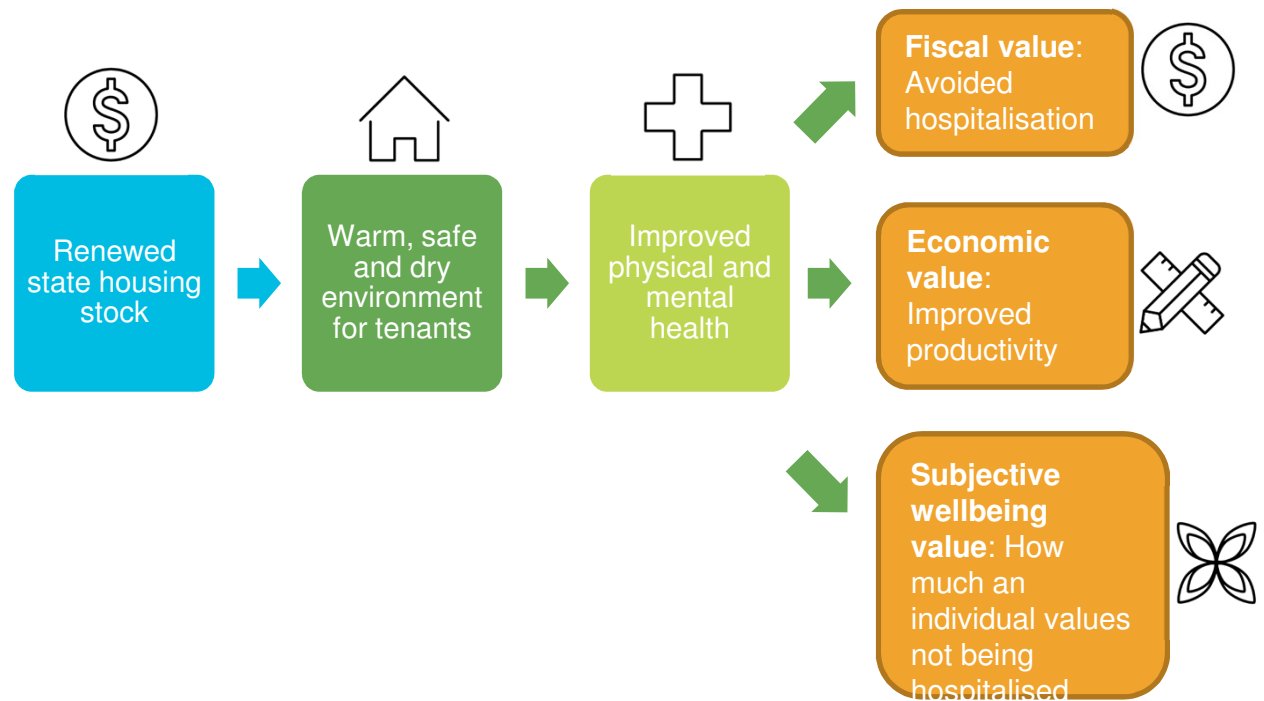 Renewed
state housing
stock
Warm, safe
and dry
environment
for tenants
Improved
physical and
mental
health
Fiscal value:
Avoided
hospitalisation
Economic
value:
Improved
productivity
Subjective
wellbeing
value: How
much an
individual values
not being
hospitalised